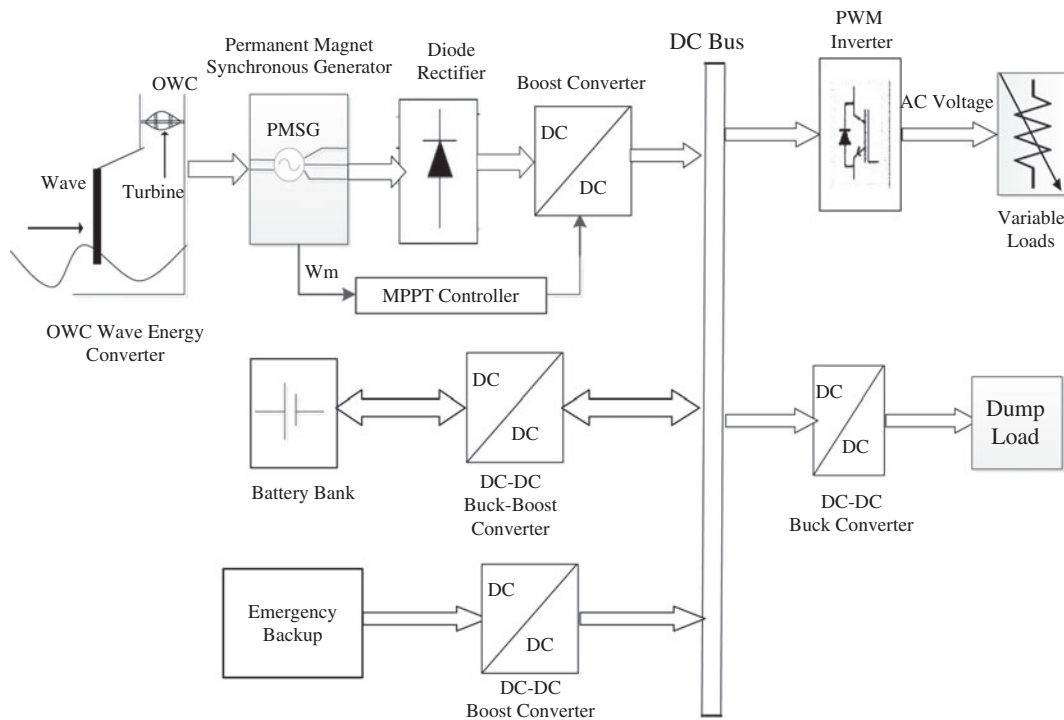 DC Bus
PWM
Inverter
Permanent Magnet
Synchronous Generator
Diode
Rectifier
Boost Converter
OWC
PMSG
DC
DC
AC Voltage
Wave
Turbine
Variable
Loads
Wm
MPPT Controller
OWC Wave Energy
Converter
DC
DC
Battery Bank
DC-DC
Buck-Boost
Converter
DC
DC
DC-DC
Buck Converter
Dump
Load
Emergency
Backup
DC
DC
DC-DC
Boost Converter